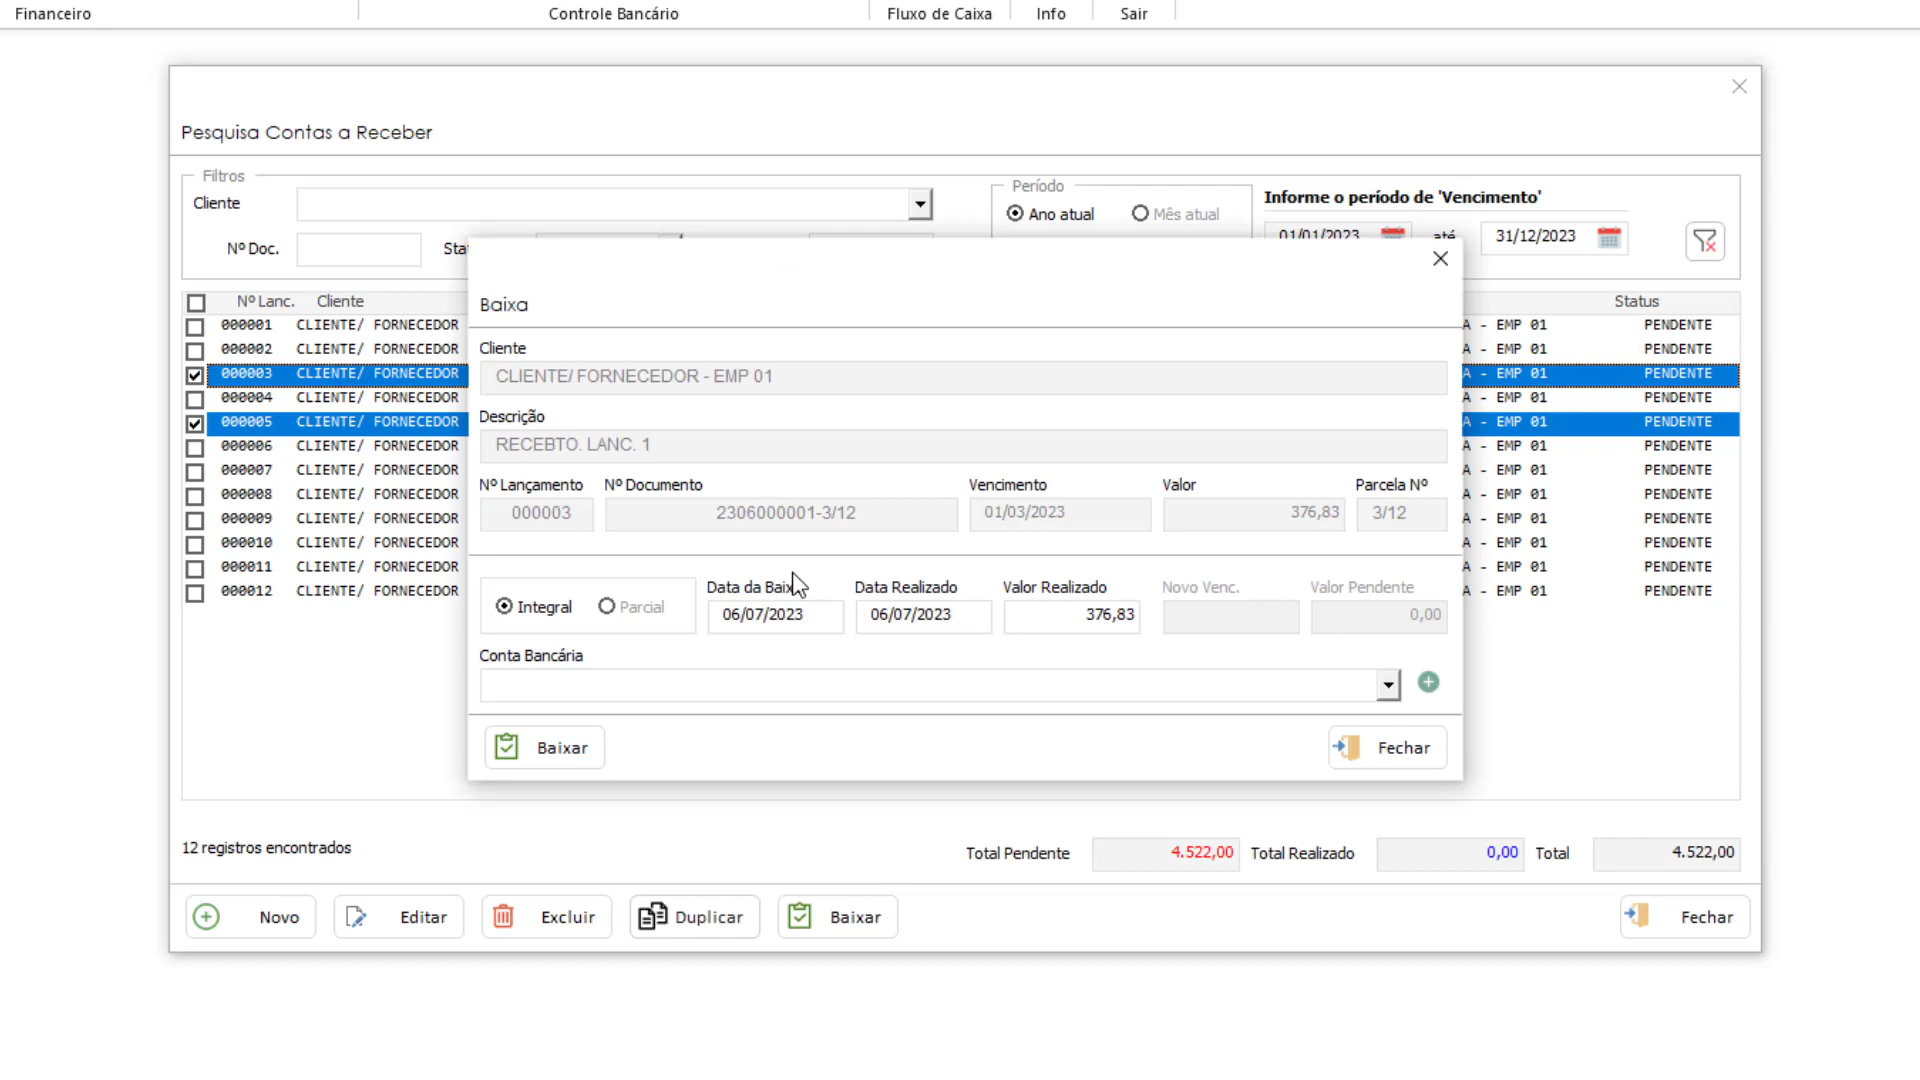 Financeiro Controle Bancário Fluxo de Caixa Info Sair
Pesquisa Contas a Receber
Filtros
Cliente
Período
Ano atual Mês atual
Informe o período de 'Vencimento'
01/01/2023 até 31/12/2023
Nº Doc. Sta
Nº Lanc. Cliente Status
000001 CLIENTE/ FORNECEDOR A - EMP 01 PENDENTE
000002 CLIENTE/ FORNECEDOR A - EMP 01 PENDENTE
000003 CLIENTE/ FORNECEDOR A - EMP 01 PENDENTE
000004 CLIENTE/ FORNECEDOR A - EMP 01 PENDENTE
000005 CLIENTE/ FORNECEDOR A - EMP 01 PENDENTE
000006 CLIENTE/ FORNECEDOR A - EMP 01 PENDENTE
000007 CLIENTE/ FORNECEDOR A - EMP 01 PENDENTE
000008 CLIENTE/ FORNECEDOR A - EMP 01 PENDENTE
000009 CLIENTE/ FORNECEDOR A - EMP 01 PENDENTE
000010 CLIENTE/ FORNECEDOR A - EMP 01 PENDENTE
000011 CLIENTE/ FORNECEDOR A - EMP 01 PENDENTE
000012 CLIENTE/ FORNECEDOR A - EMP 01 PENDENTE
Baixa
Cliente
CLIENTE/ FORNECEDOR - EMP 01
Descrição
RECEBTO. LANC. 1
Nº Lançamento Nº Documento Vencimento Valor Parcela Nº
000003 2306000001-3/12 01/03/2023 376,83 3/12
Integral Parcial
Data da Baixa Data Realizado Valor Realizado Novo Venc. Valor Pendente
06/07/2023 06/07/2023 376,83 0,00
Conta Bancária
Baixar Fechar
12 registros encontrados Total Pendente 4.522,00 Total Realizado 0,00 Total 4.522,00
Novo Editar Excluir Duplicar Baixar Fechar